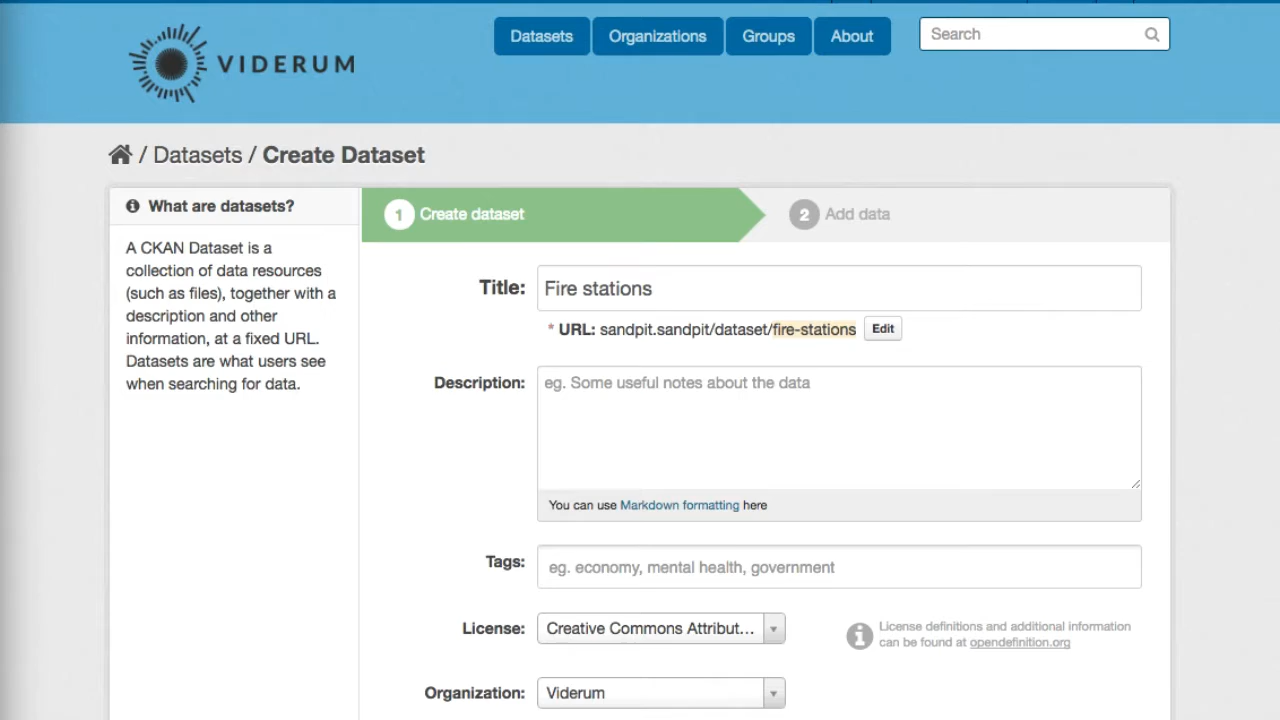 VIDERUM
Datasets
Organizations
Groups
About
Search
/ Datasets / Create Dataset
What are datasets?
A CKAN Dataset is a
collection of data resources
(such as files), together with a
description and other
information, at a fixed URL.
Datasets are what users see
when searching for data.
1 Create dataset
2 Add data
Title: Fire stations
* URL: sandpit.sandpit/dataset/fire-stations Edit
Description: eg. Some useful notes about the data
You can use Markdown formatting here
Tags: eg. economy, mental health, government
License: Creative Commons Attribut...
License definitions and additional information
can be found at opendefinition.org
Organization: Viderum